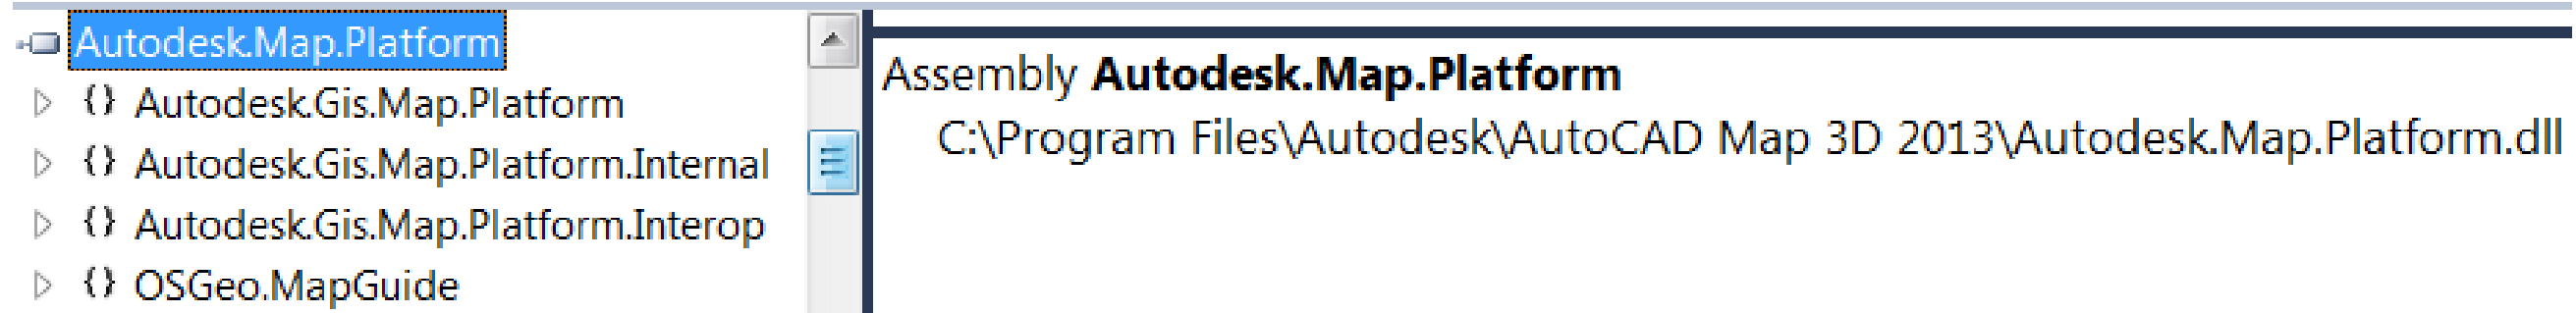 Autodesk.Map.Platform
{} Autodesk.Gis.Map.Platform
{} Autodesk.Gis.Map.Platform.Internal
{} Autodesk.Gis.Map.Platform.Interop
{} OSGeo.MapGuide
Assembly Autodesk.Map.Platform
C:\Program Files\Autodesk\AutoCAD Map 3D 2013\Autodesk.Map.Platform.dll